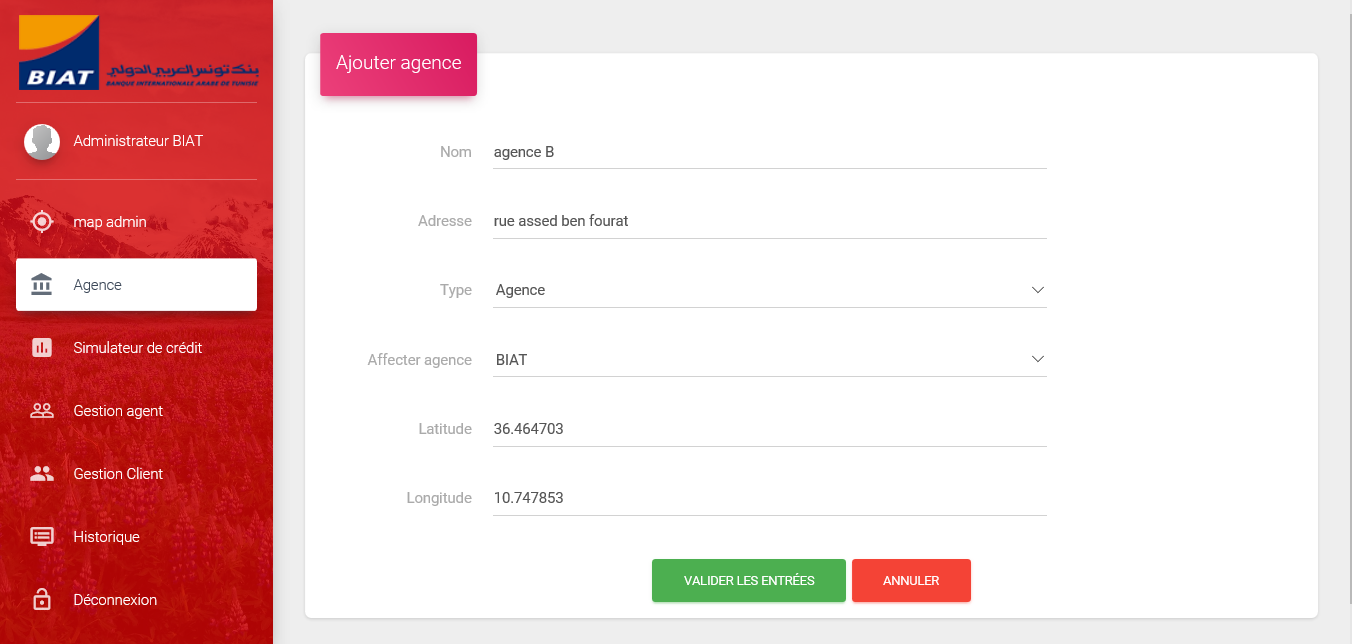 BIAT
بنك تونس العربي الدولي
BANQUE INTERNATIONALE ARABE DE TUNISIE
Administrateur BIAT
map admin
Agence
Simulateur de crédit
Gestion agent
Gestion Client
Historique
Déconnexion
Ajouter agence
Nom agence B
Adresse rue assed ben fourat
Type Agence
Affecter agence BIAT
Latitude 36.464703
Longitude 10.747853
VALIDER LES ENTRÉES ANNULER